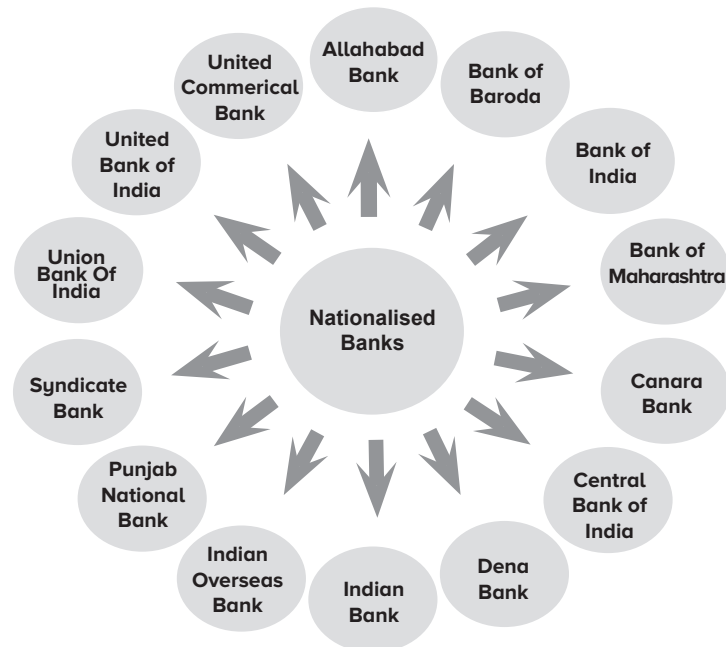 Allahabad
Bank
Bank of
Baroda
Bank of
India
Bank of
Maharashtra
Canara
Bank
Central
Bank of
India
Dena
Bank
Indian
Bank
Indian
Overseas
Bank
Punjab
National
Bank
Syndicate
Bank
Union
Bank Of
India
United
Bank of
India
United
Commerical
Bank
Nationalised
Banks